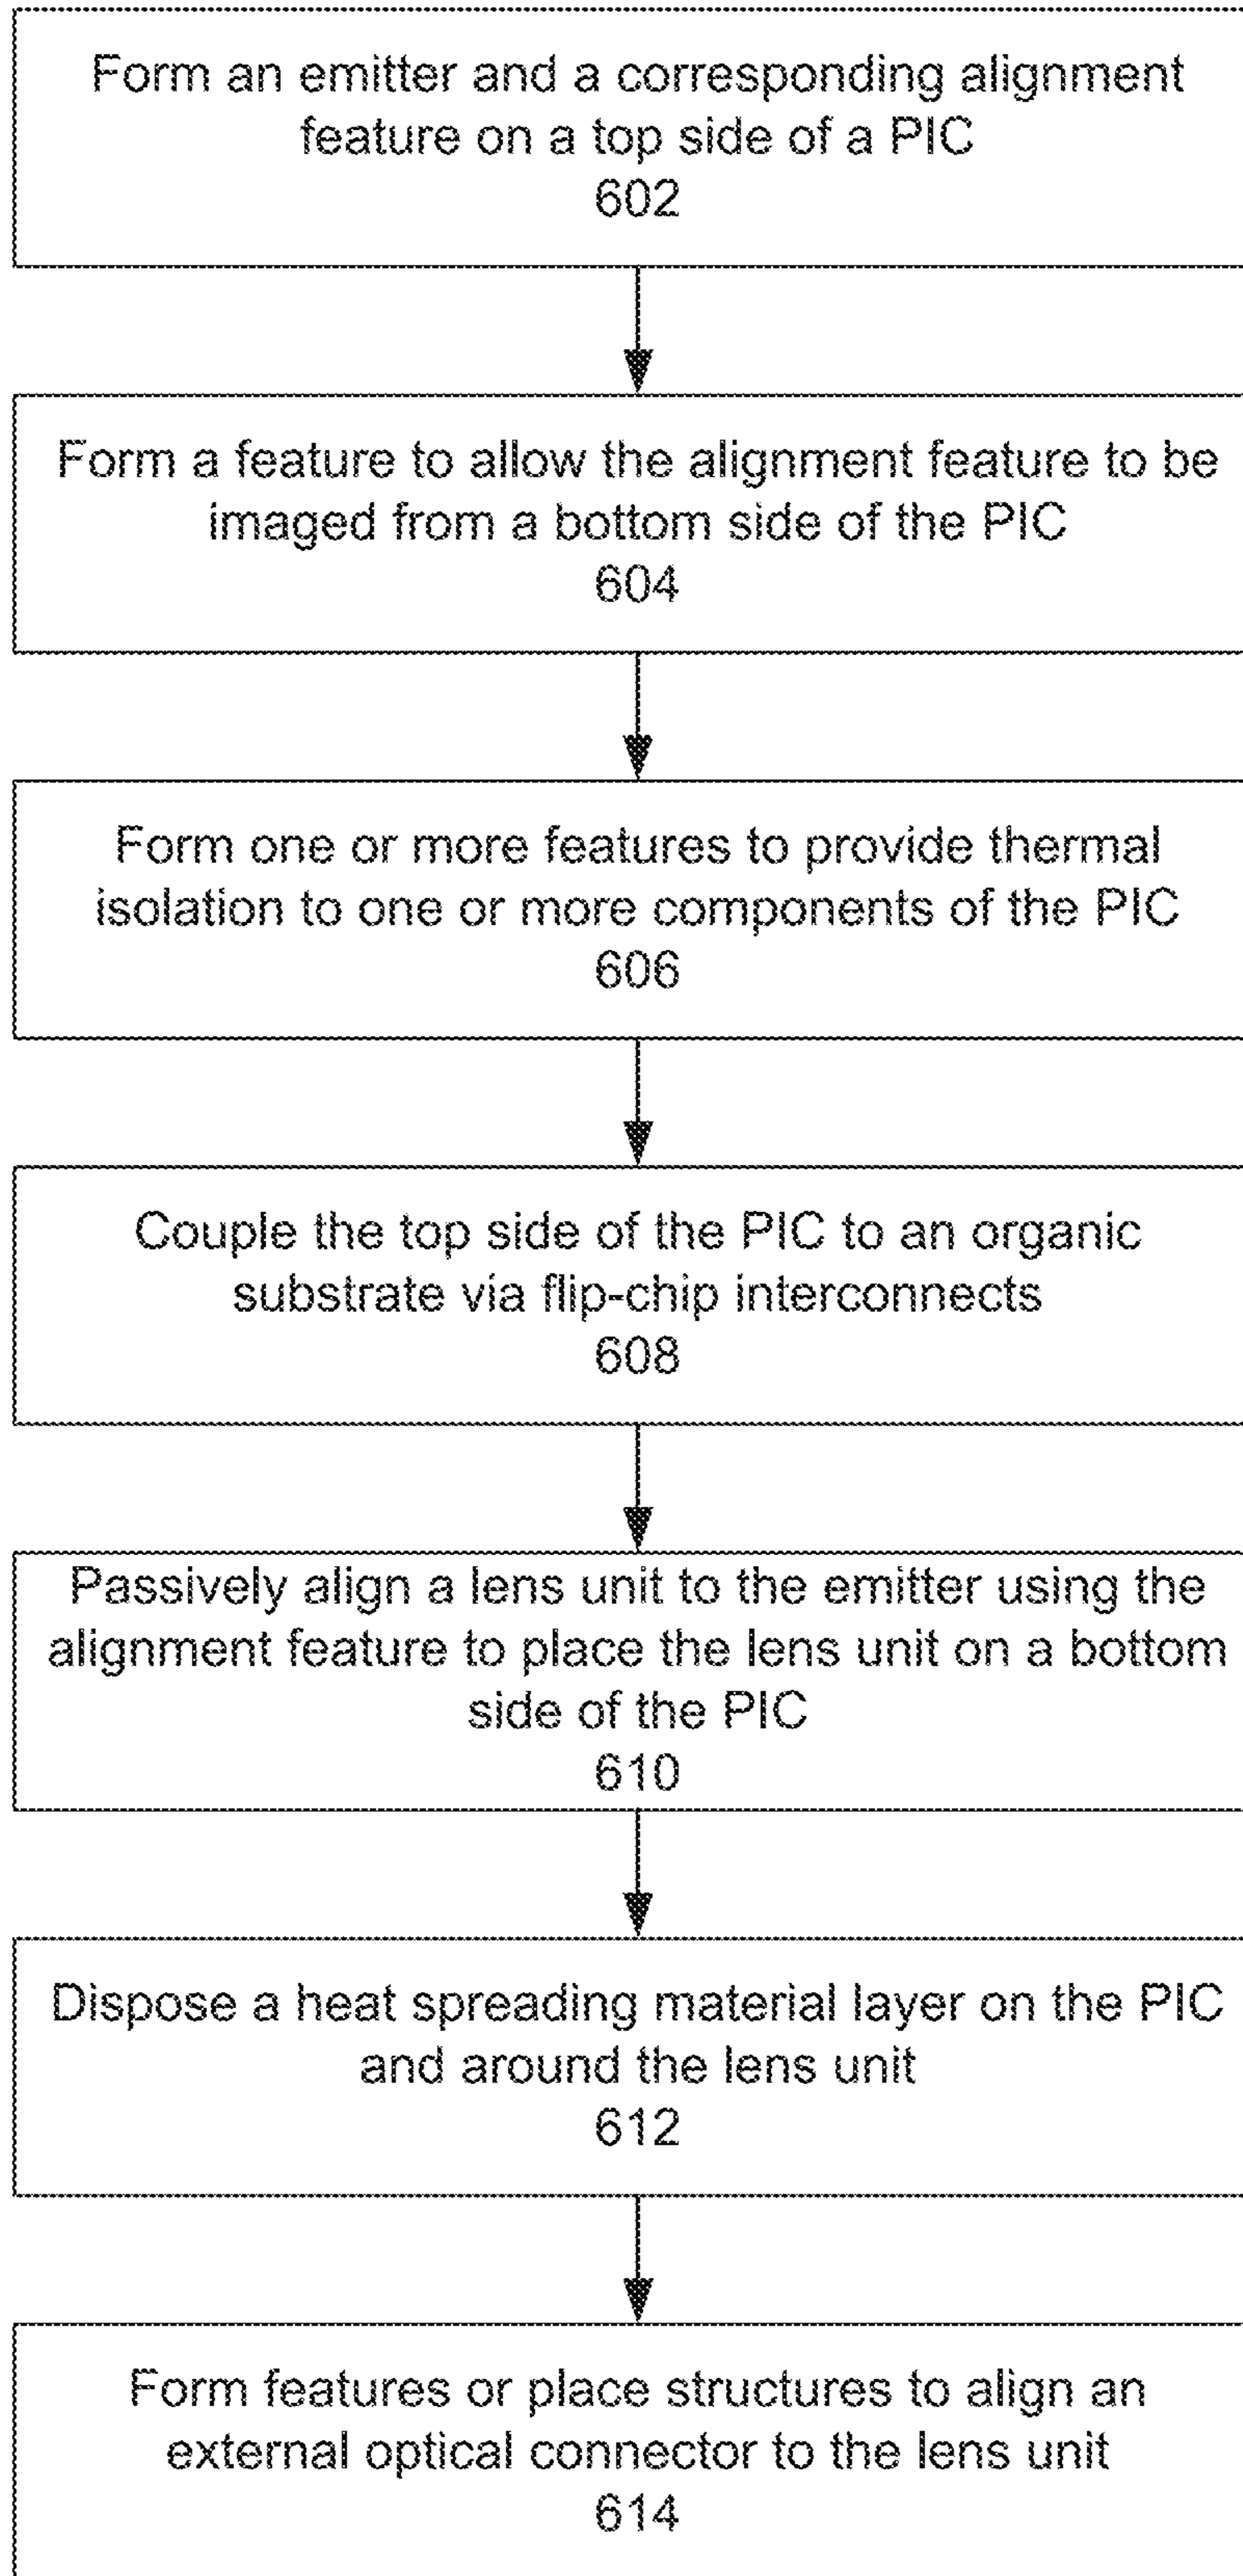 Form an emitter and a corresponding alignment
feature on a top side of a PIC
602
Form a feature to allow the alignment feature to be
imaged from a bottom side of the PIC
604
Form one or more features to provide thermal
isolation to one or more components of the PIC
606
Couple the top side of the PIC to an organic
substrate via flip-chip interconnects
608
Passively align a lens unit to the emitter using the
alignment feature to place the lens unit on a bottom
side of the PIC
610
Dispose a heat spreading material layer on the PIC
and around the lens unit
612
Form features or place structures to align an
external optical connector to the lens unit
614